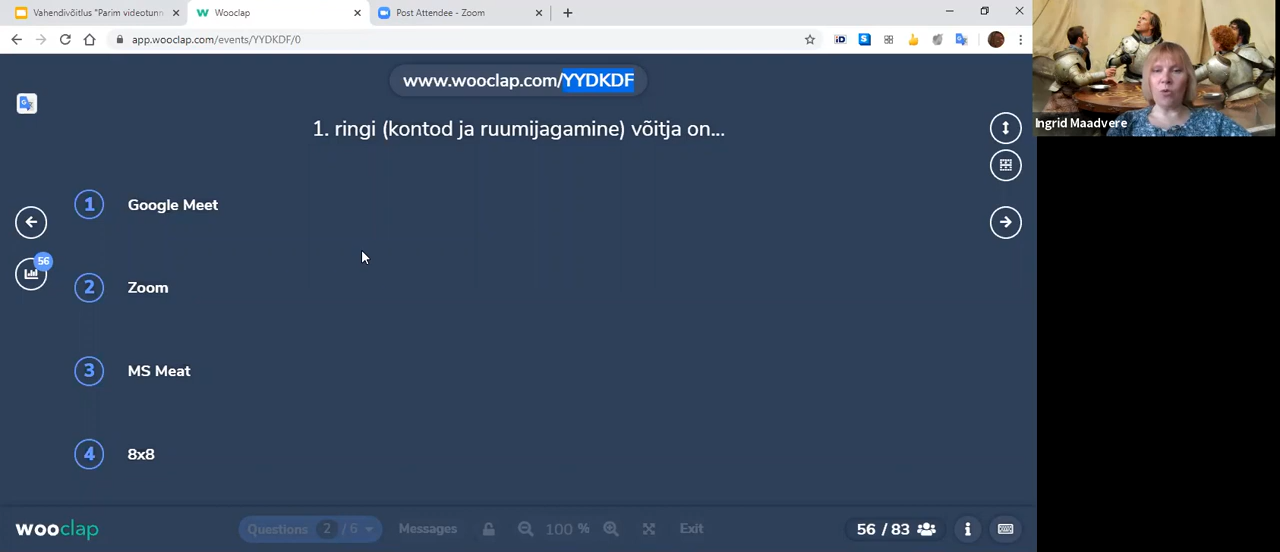 Vahendivõitlus "Parim videotunn
Wooclap
Post Attendee - Zoom
app.wooclap.com/events/YYDKDF/0
www.wooclap.com/YYDKDF
1. ringi (kontod ja ruumijagamine) võitja on...
1 Google Meet
56
2 Zoom
3 MS Meat
4 8x8
wooclap
Questions 2 / 6
Messages
100 %
Exit
56 / 83
Ingrid Maadvere